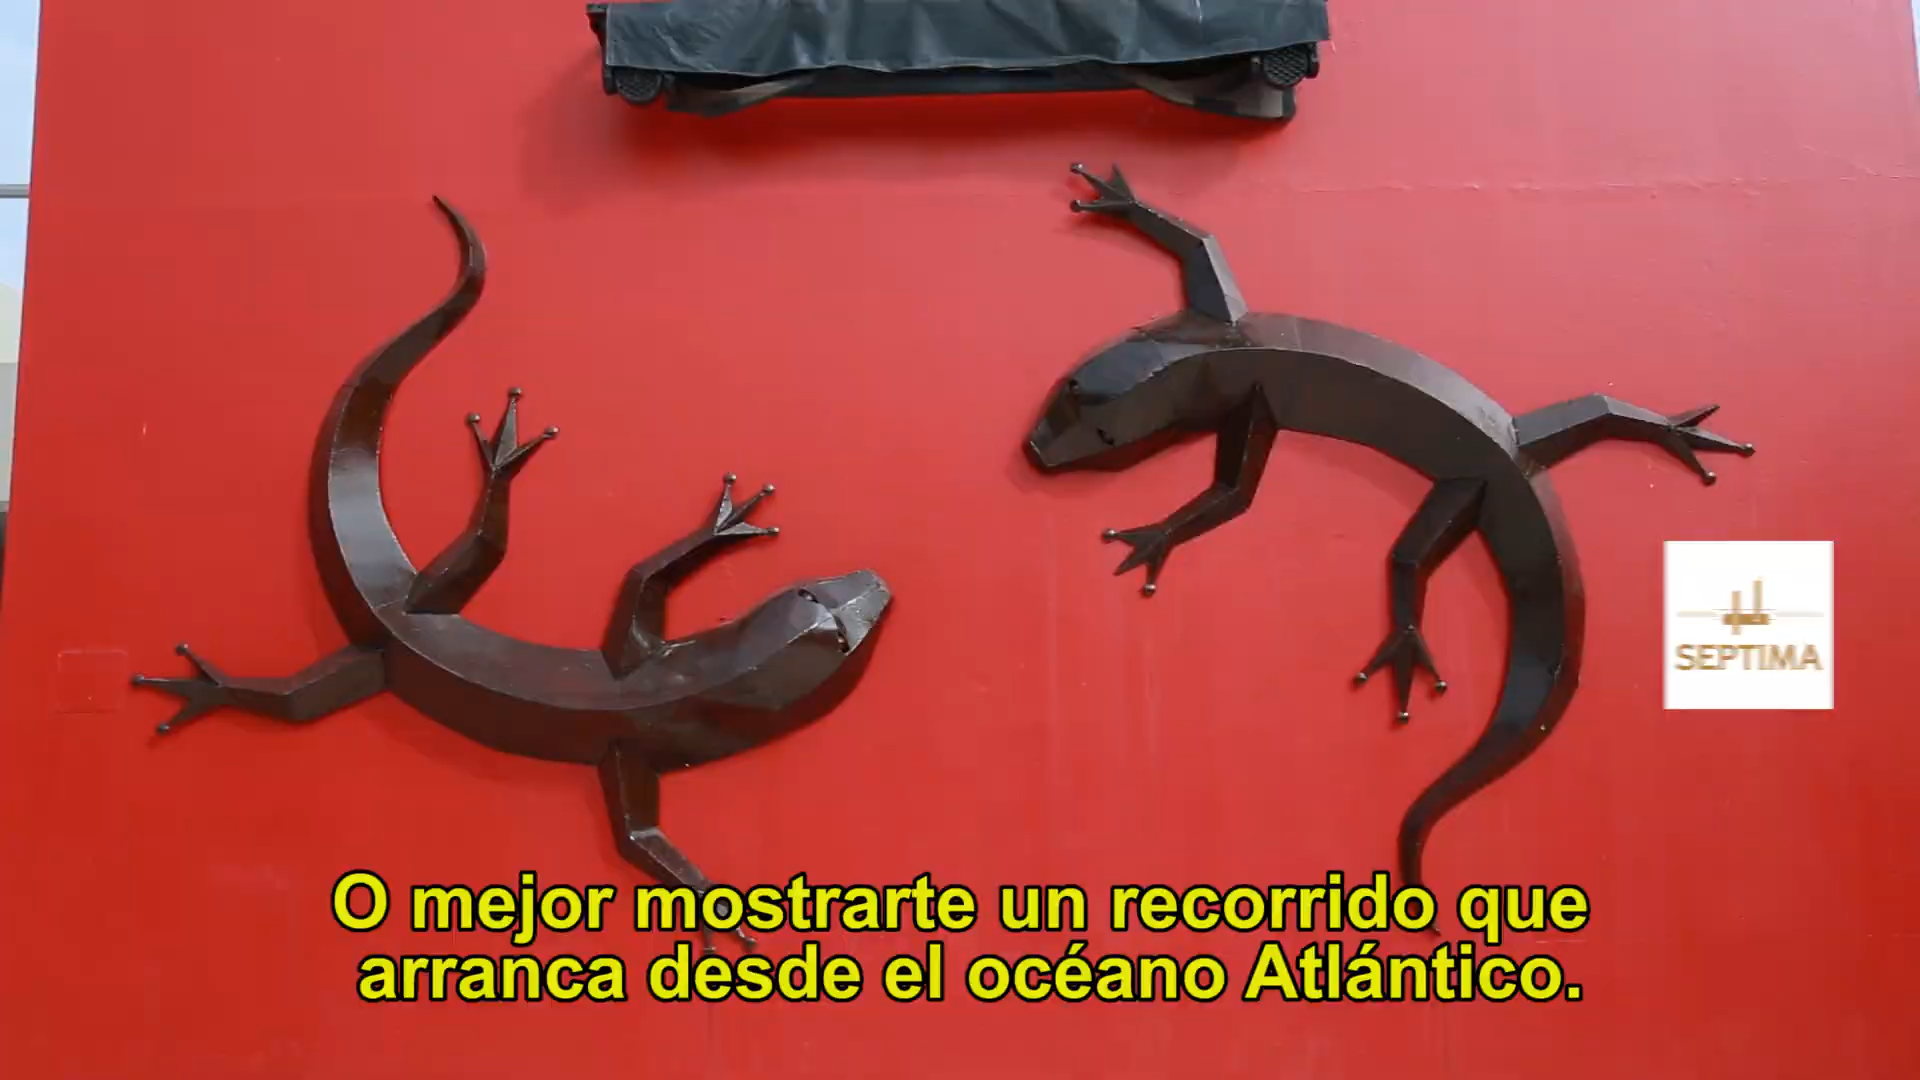 SEPTIMA
O mejor mostrarte un recorrido que
arranca desde el océano Atlántico.